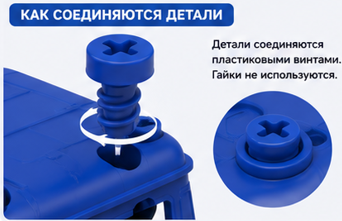 КАК СОЕДИНЯЮТСЯ ДЕТАЛИ
Детали соединяются
пластиковыми винтами.
Гайки не используются.